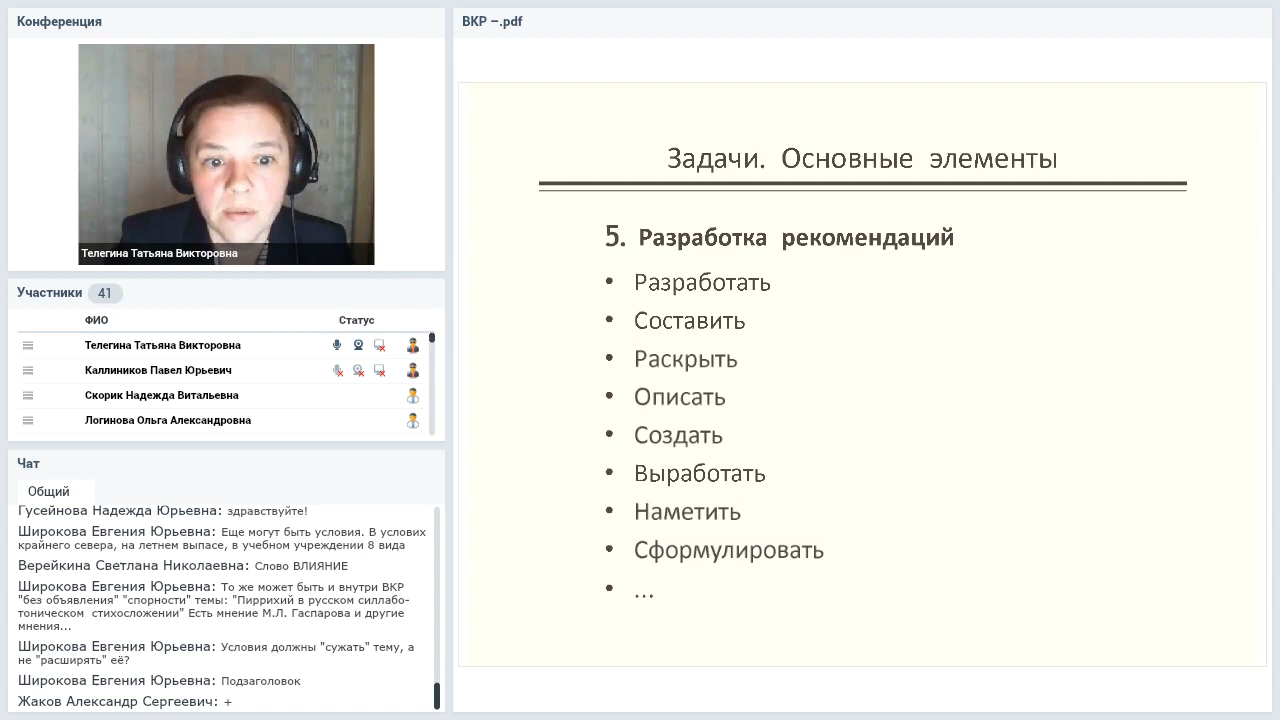 Конференция
Телегина Татьяна Викторовна
Участники 41
ФИО Статус
Телегина Татьяна Викторовна
Каллиников Павел Юрьевич
Скорик Надежда Витальевна
Логинова Ольга Александровна
Чат
Общий
Гусейнова Надежда Юрьевна: здравствуйте!
Широкова Евгения Юрьевна: Еще могут быть условия. В услових
крайнего севера, на летнем выпасе, в учебном учреждении 8 вида
Верейкина Светлана Николаевна: Слово ВЛИЯНИЕ
Широкова Евгения Юрьевна: То же может быть и внутри ВКР
"без объявления" "спорности" темы: "Пиррихий в русском силлабо-
тоническом стихосложении" Есть мнение М.Л. Гаспарова и другие
мнения...
Широкова Евгения Юрьевна: Условия должны "сужать" тему, а
не "расширять" её?
Широкова Евгения Юрьевна: Подзаголовок
Жаков Александр Сергеевич: +
ВКР –.pdf
Задачи. Основные элементы
5. Разработка рекомендаций
• Разработать
• Составить
• Раскрыть
• Описать
• Создать
• Выработать
• Наметить
• Сформулировать
• ...